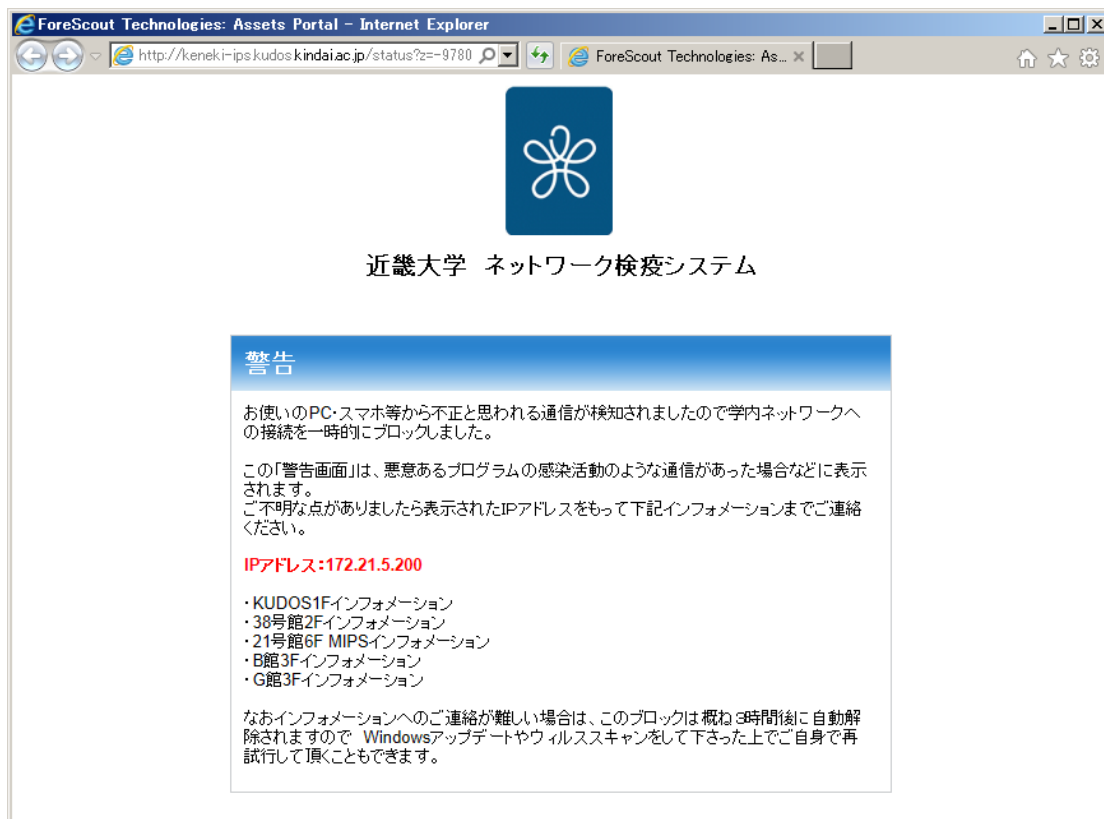 ForeScout Technologies: Assets Portal - Internet Explorer
http://keneki-ips.kudos.kindai.ac.jp/status?z=-9780
ForeScout Technologies: As...
近畿大学 ネットワーク検疫システム
警告
お使いのPC・スマホ等から不正と思われる通信が検知されましたので学内ネットワークへ
の接続を一時的にブロックしました。
この「警告画面」は、悪意あるプログラムの感染活動のような通信があった場合などに表示
されます。
ご不明な点がありましたら表示されたIPアドレスをもって下記インフォメーションまでご連絡
ください。
IPアドレス:172.21.5.200
・KUDOS1Fインフォメーション
・38号館2Fインフォメーション
・21号館6F MIPSインフォメーション
・B館3Fインフォメーション
・G館3Fインフォメーション
なおインフォメーションへのご連絡が難しい場合は、このブロックは概ね3時間後に自動解
除されますので Windowsアップデートやウィルススキャンをして下さった上でご自身で再
試行して頂くこともできます。